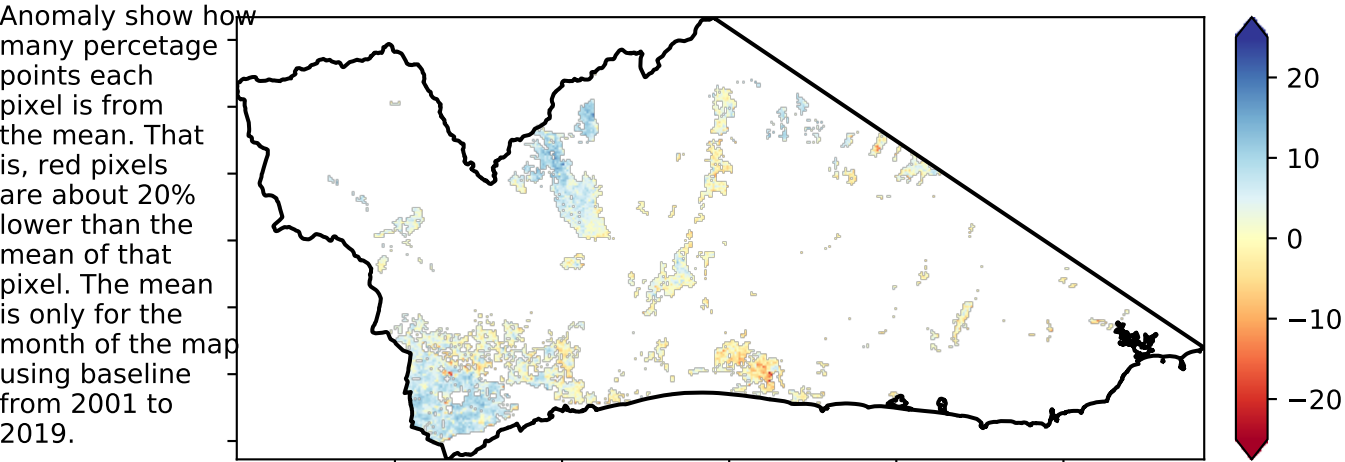 Anomaly show how
many percetage
points each
pixel is from
the mean. That
is, red pixels
are about 20%
lower than the
mean of that
pixel. The mean
is only for the
month of the map
using baseline
from 2001 to
2019.
20
10
0
−10
−20